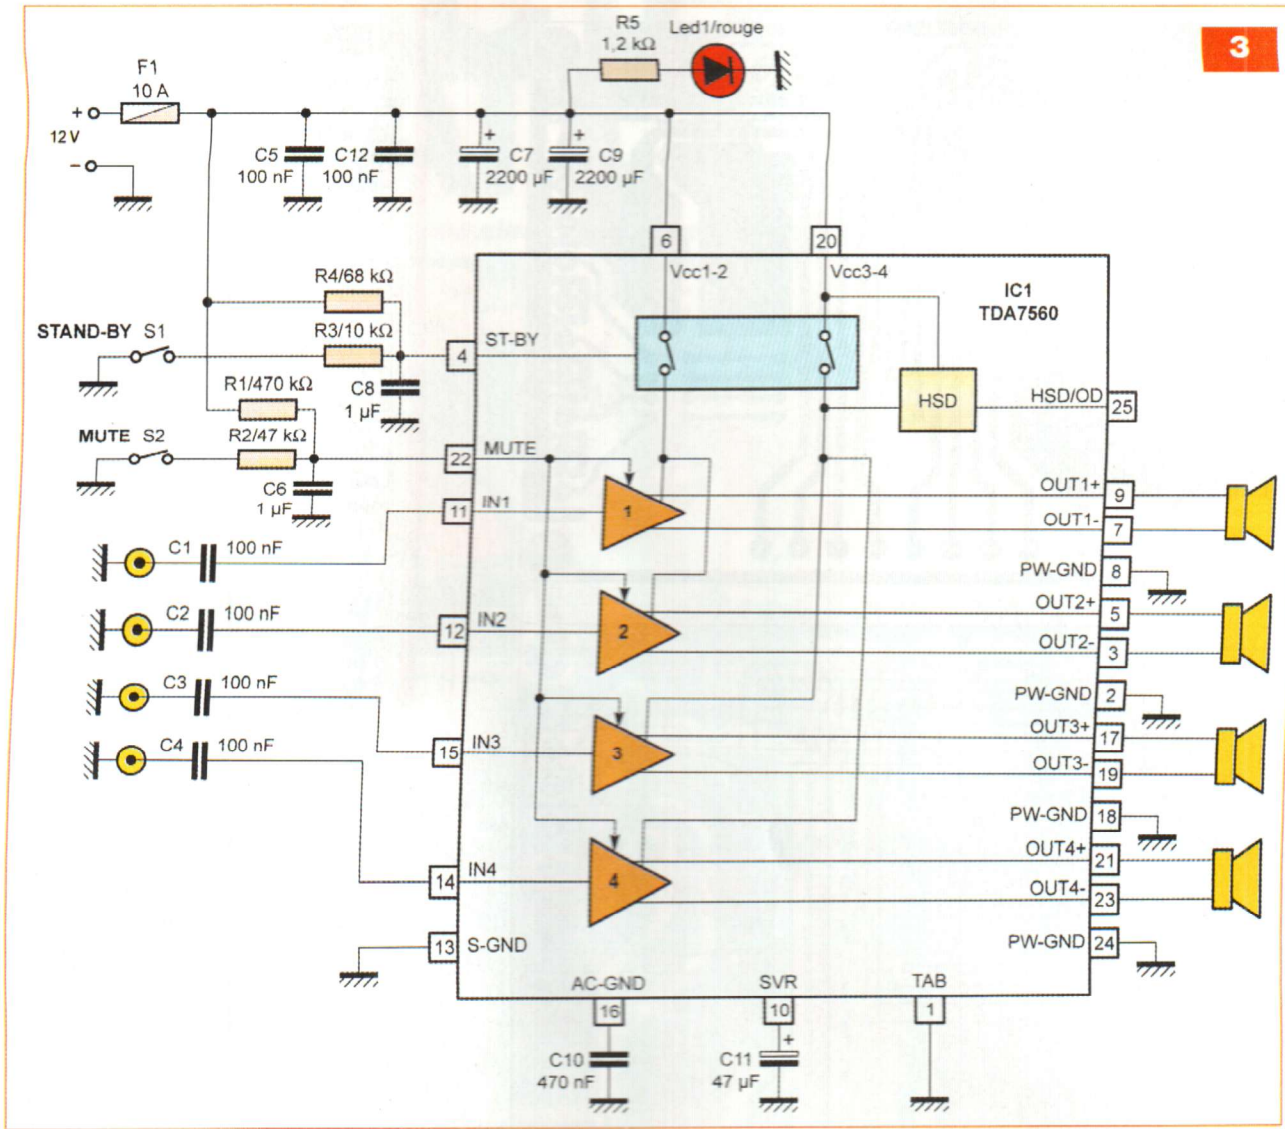 3
R5
1,2 kΩ
Led1/rouge
F1
10 A
+
12 V
−
C5
100 nF
C12
100 nF
+
C7
2200 µF
+
C9
2200 µF
6
20
Vcc1-2
Vcc3-4
IC1
TDA7560
R4/68 kΩ
STAND-BY S1
R3/10 kΩ
4
ST-BY
C8
1 µF
R1/470 kΩ
HSD
HSD/OD
25
MUTE S2
R2/47 kΩ
22
MUTE
C6
1 µF
11
IN1
1
OUT1+
9
OUT1-
7
C1
100 nF
PW-GND
8
C2
100 nF
12
IN2
2
OUT2+
5
OUT2-
3
C3
100 nF
PW-GND
2
C4
100 nF
15
IN3
3
OUT3+
17
OUT3-
19
PW-GND
18
14
IN4
4
OUT4+
21
OUT4-
23
13
S-GND
PW-GND
24
AC-GND
16
SVR
10
TAB
1
C10
470 nF
+
C11
47 µF